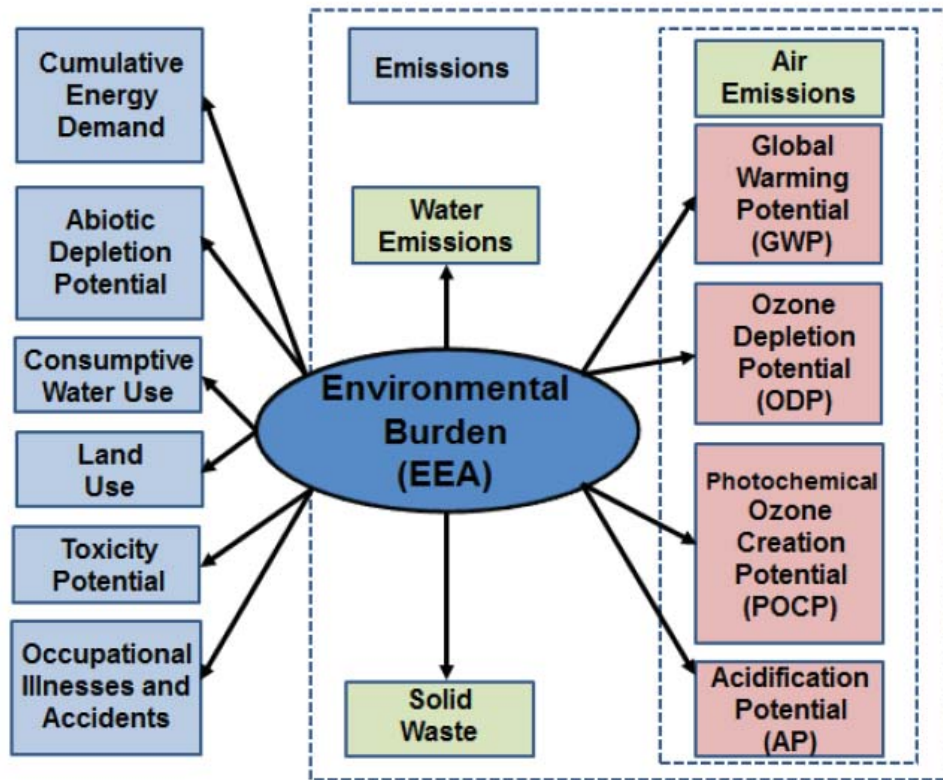 Cumulative
Energy
Demand
Abiotic
Depletion
Potential
Consumptive
Water Use
Land
Use
Toxicity
Potential
Occupational
Illnesses and
Accidents
Emissions
Water
Emissions
Environmental
Burden
(EEA)
Solid
Waste
Air
Emissions
Global
Warming
Potential
(GWP)
Ozone
Depletion
Potential
(ODP)
Photochemical
Ozone
Creation
Potential
(POCP)
Acidification
Potential
(AP)